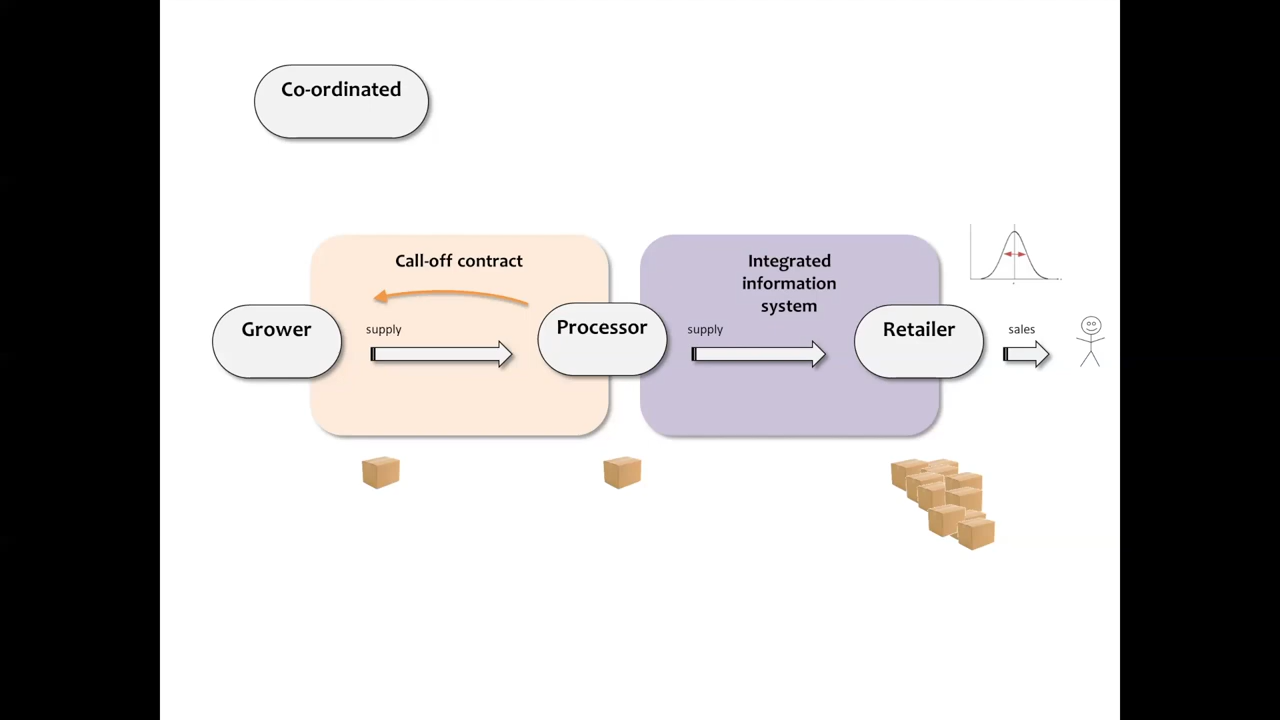 Co-ordinated
Call-off contract
Integrated
information
system
Grower
supply
Processor
supply
Retailer
sales